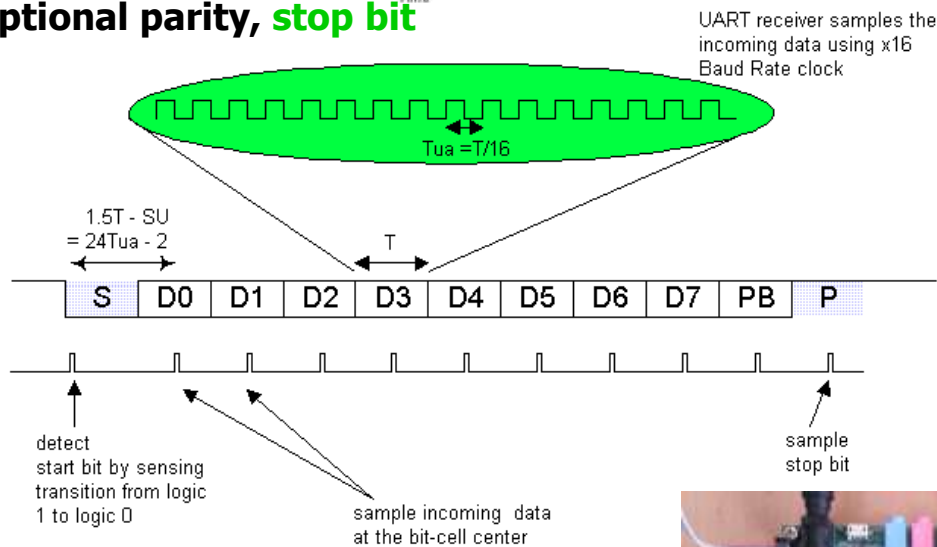 ptional parity, stop bit
UART receiver samples the
incoming data using x16
Baud Rate clock
Tua =T/16
1.5T - SU
= 24Tua - 2
T
S D0 D1 D2 D3 D4 D5 D6 D7 PB P
detect
start bit by sensing
transition from logic
1 to logic 0
sample incoming data
at the bit-cell center
sample
stop bit